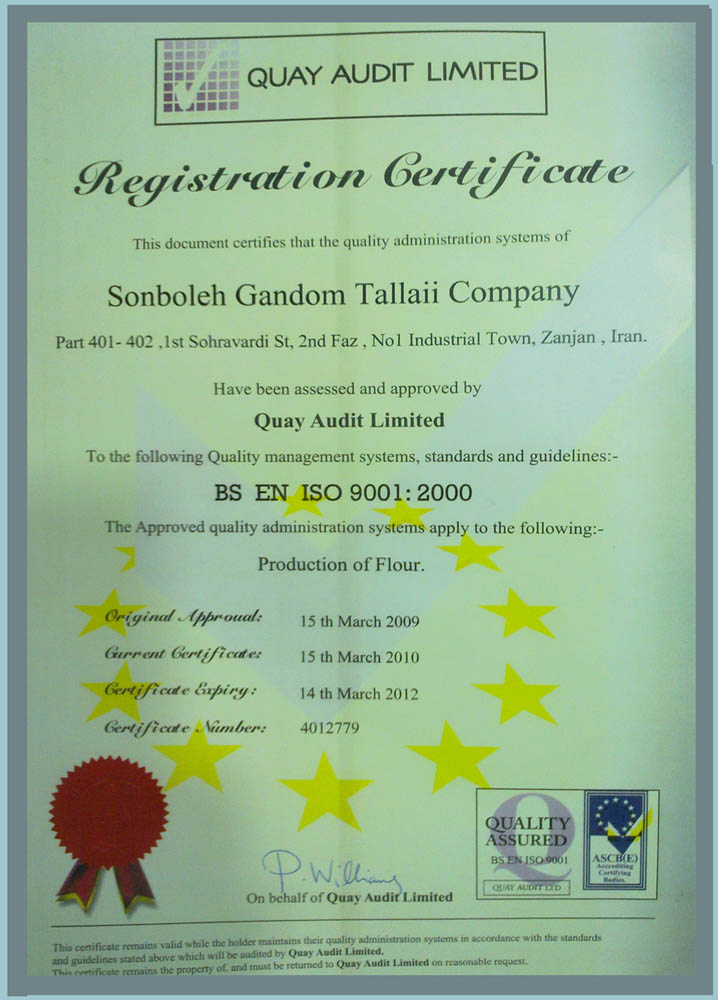 QUAY AUDIT LIMITED
Registration Certificate
This document certifies that the quality administration systems of
Sonboleh Gandom Tallaii Company
Part 401- 402 ,1st Sohravardi St, 2nd Faz , No1 Industrial Town, Zanjan , Iran.
Have been assessed and approved by
Quay Audit Limited
To the following Quality management systems, standards and guidelines:-
BS EN ISO 9001: 2000
The Approved quality administration systems apply to the following:-
Production of Flour.
Original Approual: 15 th March 2009
Current Certificate: 15 th March 2010
Certificate Expiry: 14 th March 2012
Certificate Number: 4012779
QUALITY
ASSURED
BS EN ISO 9001
QUAY AUDIT LTD
ASCB(E)
Accrediting
Certifying
Bodies.
P. Williams
On behalf of Quay Audit Limited
This certificate remains valid while the holder maintains their quality administration systems in accordance with the standards
and guidelines stated above which will be audited by Quay Audit Limited.
This certificate remains the property of, and must be returned to Quay Audit Limited on reasonable request.